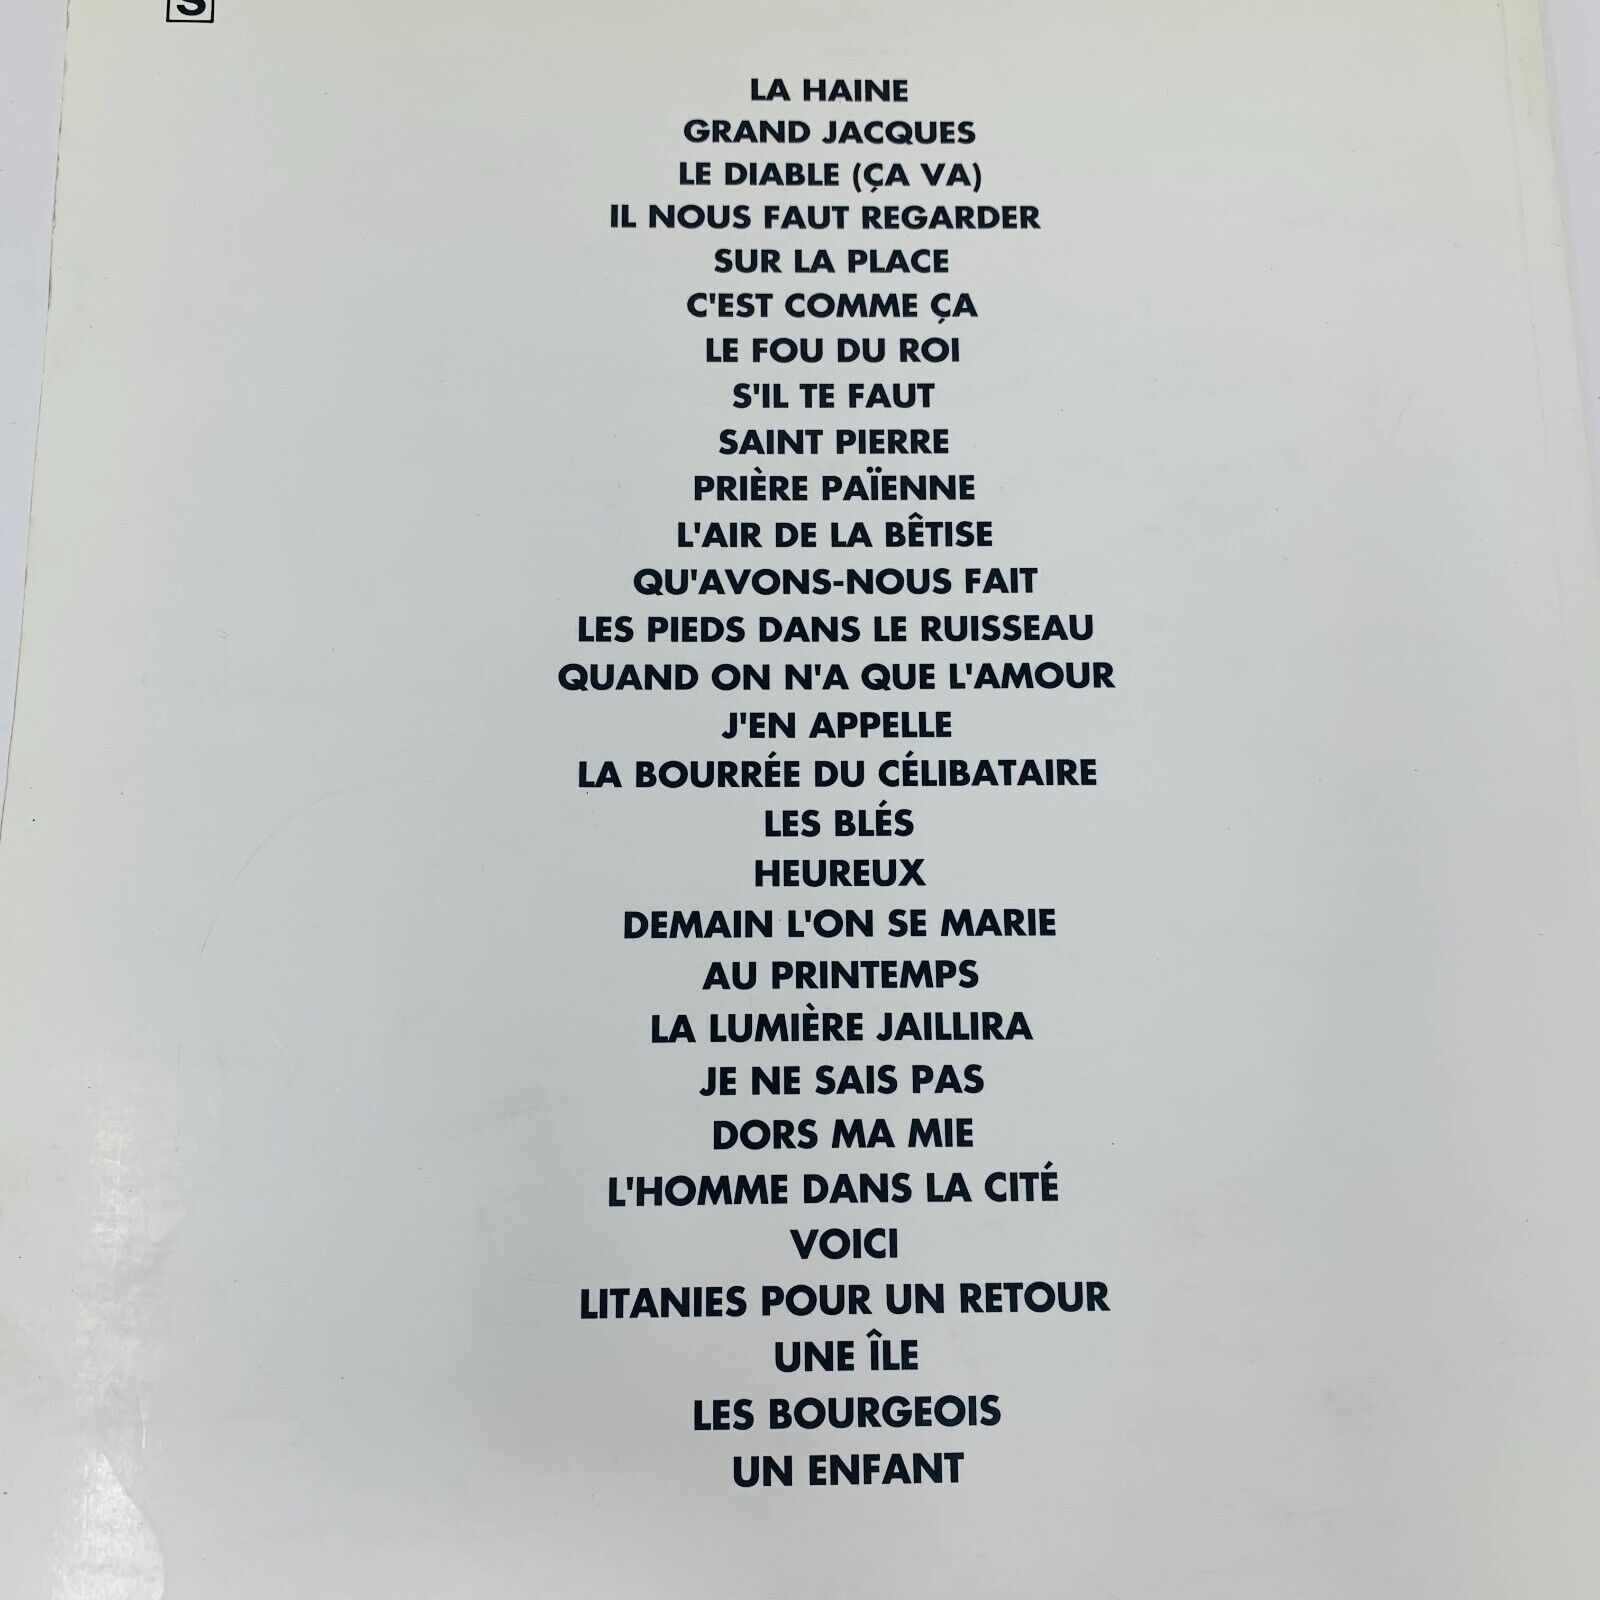 S
LA HAINE
GRAND JACQUES
LE DIABLE (ÇA VA)
IL NOUS FAUT REGARDER
SUR LA PLACE
C'EST COMME ÇA
LE FOU DU ROI
S'IL TE FAUT
SAINT PIERRE
PRIÈRE PAÏENNE
L'AIR DE LA BÊTISE
QU'AVONS-NOUS FAIT
LES PIEDS DANS LE RUISSEAU
QUAND ON N'A QUE L'AMOUR
J'EN APPELLE
LA BOURRÉE DU CÉLIBATAIRE
LES BLÉS
HEUREUX
DEMAIN L'ON SE MARIE
AU PRINTEMPS
LA LUMIÈRE JAILLIRA
JE NE SAIS PAS
DORS MA MIE
L'HOMME DANS LA CITÉ
VOICI
LITANIES POUR UN RETOUR
UNE ÎLE
LES BOURGEOIS
UN ENFANT